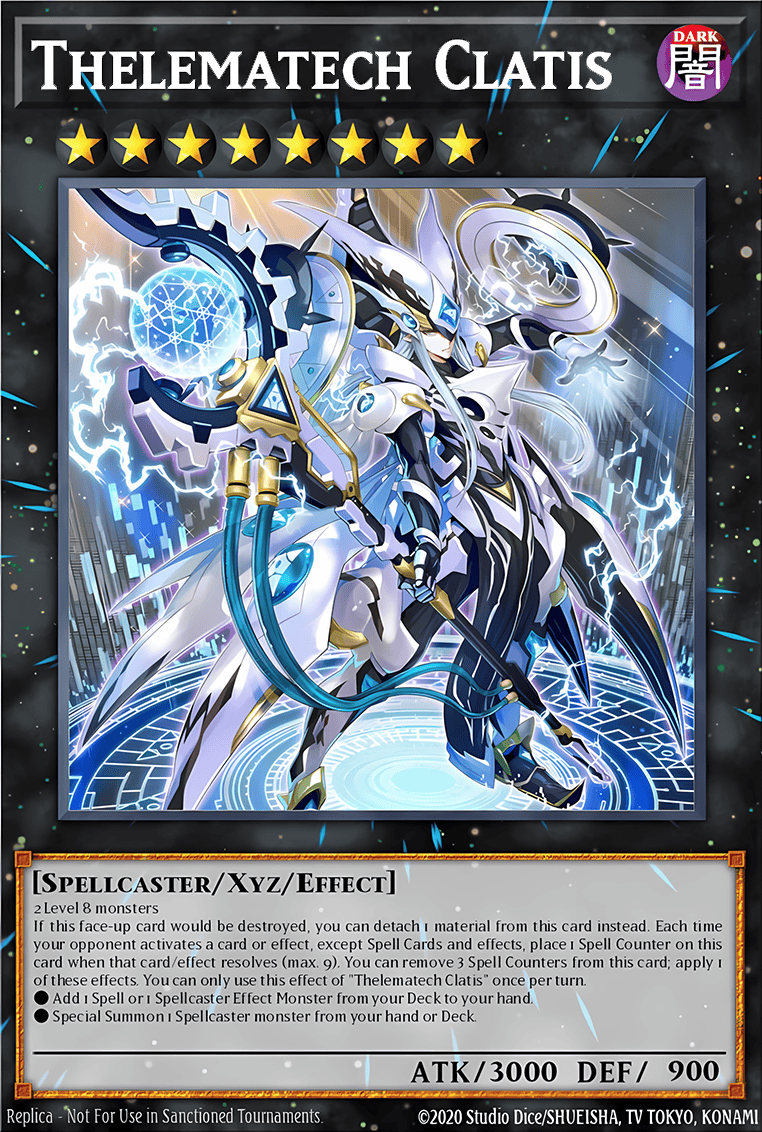 Thelematech Clatis
DARK
闇
[Spellcaster/Xyz/Effect]
2 Level 8 monsters
If this face-up card would be destroyed, you can detach 1 material from this card instead. Each time
your opponent activates a card or effect, except Spell Cards and effects, place 1 Spell Counter on this
card when that card/effect resolves (max. 9). You can remove 3 Spell Counters from this card; apply 1
of these effects. You can only use this effect of "Thelematech Clatis" once per turn.
● Add 1 Spell or 1 Spellcaster Effect Monster from your Deck to your hand.
● Special Summon 1 Spellcaster monster from your hand or Deck.
ATK/3000 DEF/ 900
Replica - Not For Use in Sanctioned Tournaments.
©2020 Studio Dice/SHUEISHA, TV TOKYO, KONAMI